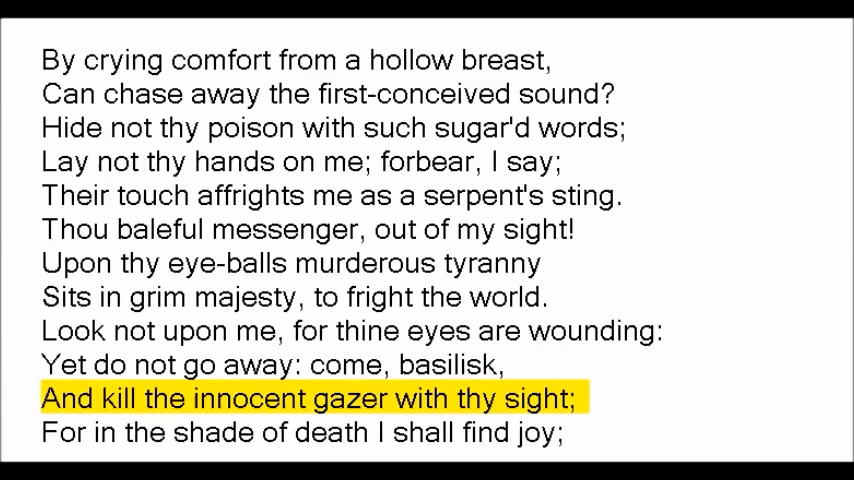 By crying comfort from a hollow breast,
Can chase away the first-conceived sound?
Hide not thy poison with such sugar'd words;
Lay not thy hands on me; forbear, I say;
Their touch affrights me as a serpent's sting.
Thou baleful messenger, out of my sight!
Upon thy eye-balls murderous tyranny
Sits in grim majesty, to fright the world.
Look not upon me, for thine eyes are wounding:
Yet do not go away: come, basilisk,
And kill the innocent gazer with thy sight;
For in the shade of death I shall find joy;